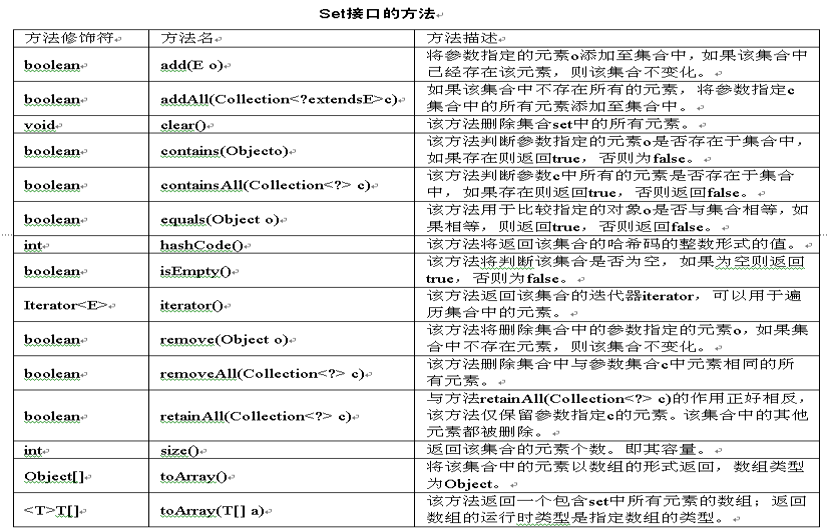 Set接口的方法
方法修饰符 方法名 方法描述
boolean add(E o) 将参数指定的元素o添加至集合中，如果该集合中
已经存在该元素，则该集合不变化。
boolean addAll(Collection<?extendsE>c) 如果该集合中不存在所有的元素，将参数指定c
集合中的所有元素添加至集合中。
void clear() 该方法删除集合set中的所有元素。
boolean contains(Objecto) 该方法判断参数指定的元素o是否存在于集合中，
如果存在则返回true，否则为false。
boolean containsAll(Collection<?> c) 该方法判断参数c中所有的元素是否存在于集合
中，如果存在则返回true，否则返回false。
boolean equals(Object o) 该方法用于比较指定的对象o是否与集合相等，如
果相等，则返回true，否则返回false。
int hashCode() 该方法将返回该集合的哈希码的整数形式的值。
boolean isEmpty() 该方法将判断该集合是否为空，如果为空则返回
true，否则为false。
Iterator<E> iterator() 该方法返回该集合的迭代器iterator，可以用于遍
历集合中的元素。
boolean remove(Object o) 该方法将删除集合中的参数指定的元素o，如果集
合中不存在元素，则该集合不变化。
boolean removeAll(Collection<?> c) 该方法删除集合中与参数集合c中元素相同的所
有元素。
boolean retainAll(Collection<?> c) 与方法retainAll(Collection<?> c)的作用正好相反，
该方法仅保留参数指定c的元素。该集合中的其他
元素都被删除。
int size() 返回该集合的元素个数。即其容量。
Object[] toArray() 将该集合中的元素以数组的形式返回，数组类型
为Object。
<T>T[] toArray(T[] a) 该方法返回一个包含set中所有元素的数组；返回
数组的运行时类型是指定数组的类型。